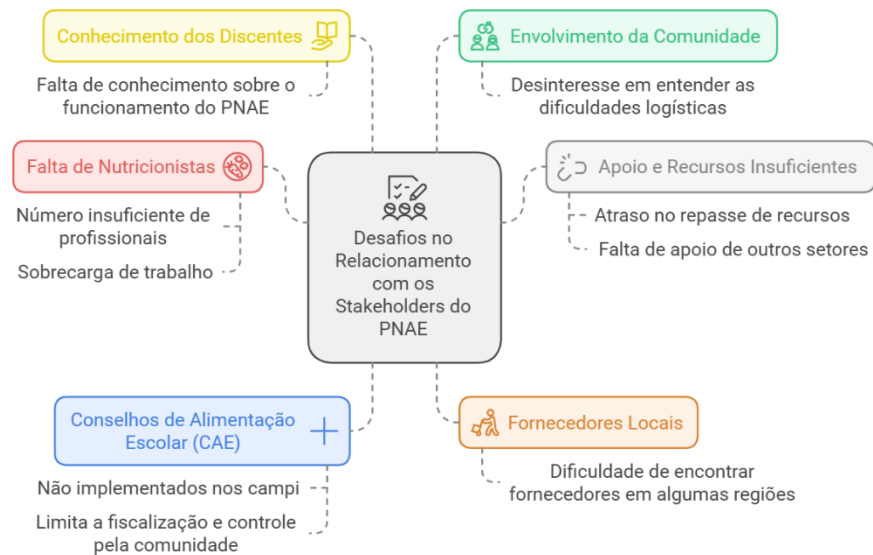 Conhecimento dos Discentes
Falta de conhecimento sobre o
funcionamento do PNAE
Envolvimento da Comunidade
Desinteresse em entender as
dificuldades logísticas
Falta de Nutricionistas
Número insuficiente de
profissionais
Sobrecarga de trabalho
Desafios no
Relacionamento
com os
Stakeholders do
PNAE
Apoio e Recursos Insuficientes
Atraso no repasse de recursos
Falta de apoio de outros setores
Conselhos de Alimentação
Escolar (CAE)
Não implementados nos campi
Limita a fiscalização e controle
pela comunidade
Fornecedores Locais
Dificuldade de encontrar
fornecedores em algumas regiões